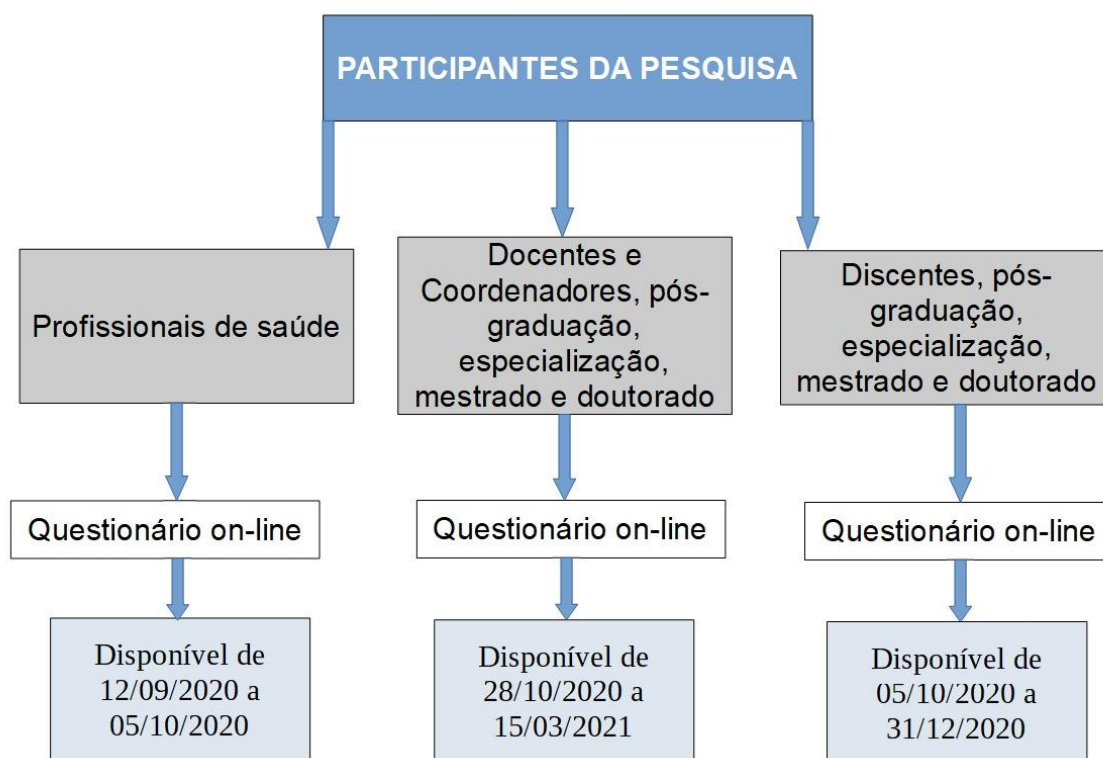 PARTICIPANTES DA PESQUISA
Profissionais de saúde
Docentes e
Coordenadores, pós-
graduação,
especialização,
mestrado e doutorado
Discentes, pós-
graduação,
especialização,
mestrado e doutorado
Questionário on-line
Questionário on-line
Questionário on-line
Disponível de
12/09/2020 a
05/10/2020
Disponível de
28/10/2020 a
15/03/2021
Disponível de
05/10/2020 a
31/12/2020